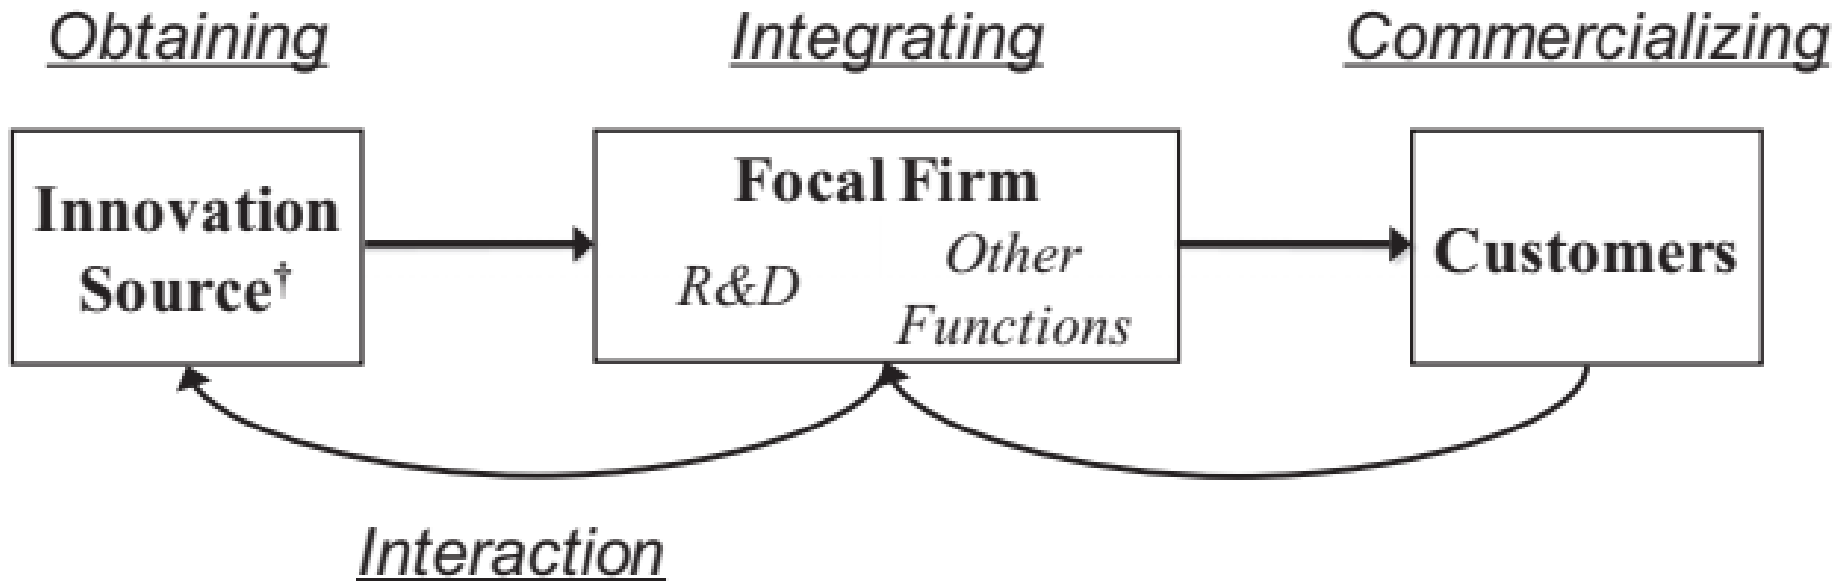 Obtaining
Integrating
Commercializing
Innovation
Source†
Focal Firm
R&D
Other
Functions
Customers
Interaction